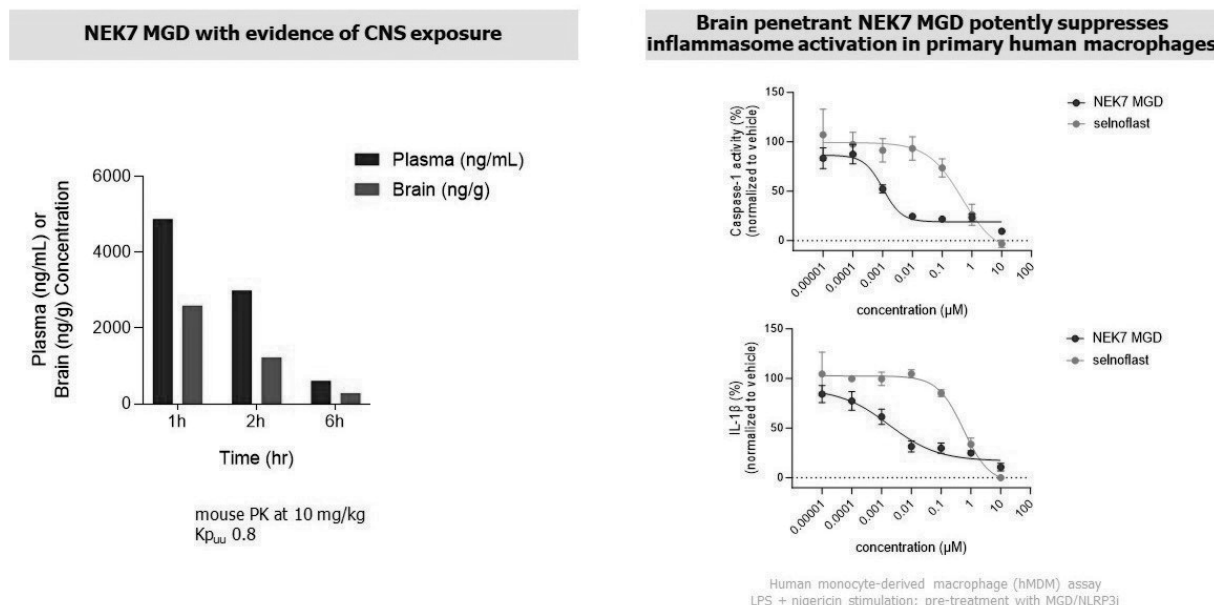 NEK7 MGD with evidence of CNS exposure
Plasma (ng/mL)
Brain (ng/g)
Plasma (ng/mL) or
Brain (ng/g) Concentration
6000
4000
2000
0
1h
2h
6h
Time (hr)
mouse PK at 10 mg/kg
Kpuu 0.8
Brain penetrant NEK7 MGD potently suppresses
inflammasome activation in primary human macrophages
Caspase-1 activity (%)
(normalized to vehicle)
150
100
50
0
NEK7 MGD
selnoflast
0.00001
0.0001
0.001
0.01
0.1
1
10
100
concentration (µM)
IL-1β (%)
(normalized to vehicle)
150
100
50
0
NEK7 MGD
selnoflast
0.00001
0.0001
0.001
0.01
0.1
1
10
100
concentration (µM)
Human monocyte-derived macrophage (hMDM) assay
LPS + nigericin stimulation; pre-treatment with MGD/NLRP3i